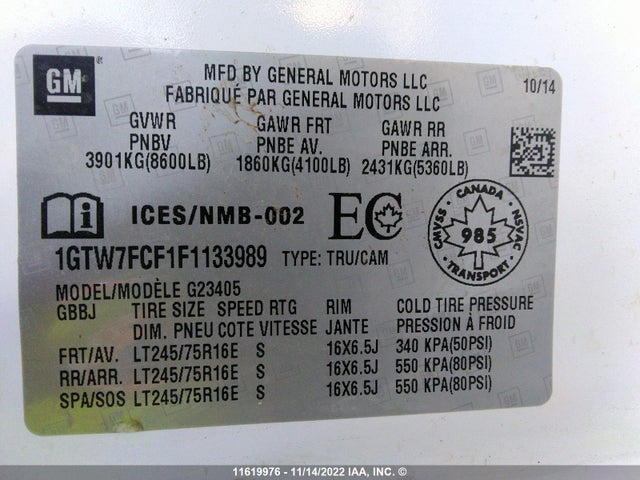 GM
MFD BY GENERAL MOTORS LLC
FABRIQUÉ PAR GENERAL MOTORS LLC
10/14
GVWR GAWR FRT GAWR RR
PNBV PNBE AV. PNBE ARR.
3901KG(8600LB) 1860KG(4100LB) 2431KG(5360LB)
ICES/NMB-002 EC
CANADA
CMVSS 985 NSVAC
TRANSPORT
1GTW7FCF1F1133989 TYPE: TRU/CAM
MODEL/MODÈLE G23405
GBBJ TIRE SIZE SPEED RTG RIM COLD TIRE PRESSURE
DIM. PNEU COTE VITESSE JANTE PRESSION À FROID
FRT/AV. LT245/75R16E S 16X6.5J 340 KPA(50PSI)
RR/ARR. LT245/75R16E S 16X6.5J 550 KPA(80PSI)
SPA/SOS LT245/75R16E S 16X6.5J 550 KPA(80PSI)
11619976 - 11/14/2022 IAA, INC. ©